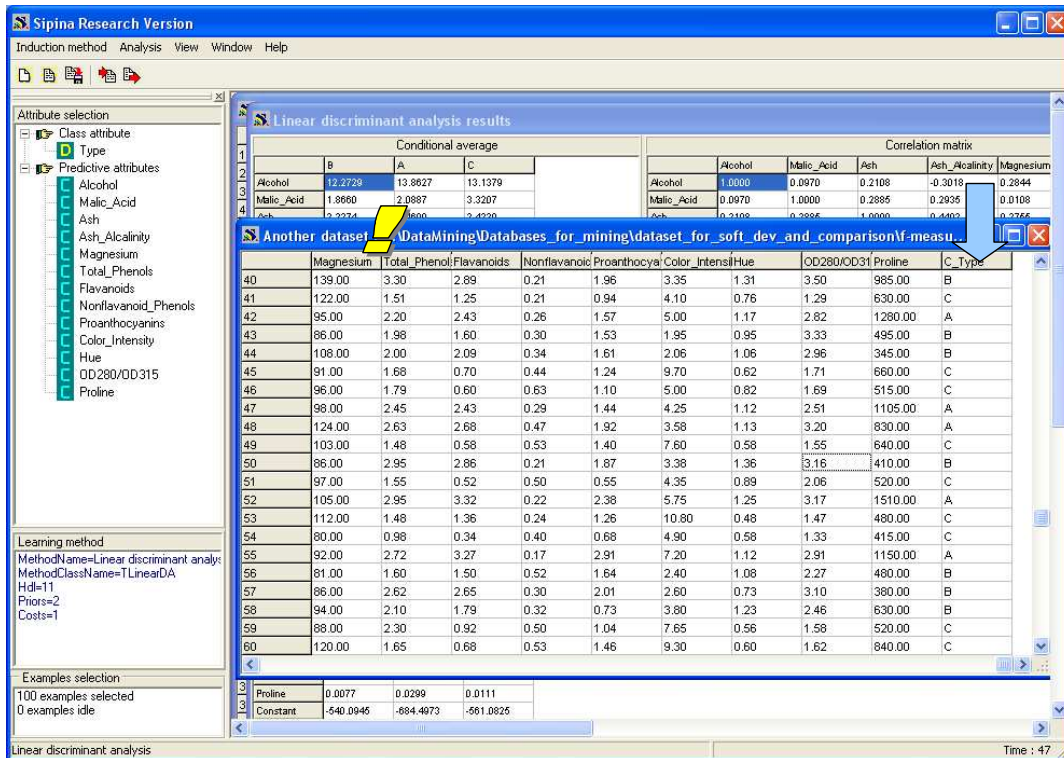 Sipina Research Version
Induction method Analysis View Window Help
Attribute selection
Class attribute
Type
Predictive attributes
Alcohol
Malic_Acid
Ash
Ash_Alcalinity
Magnesium
Total_Phenols
Flavanoids
Nonflavanoid_Phenols
Proanthocyanins
Color_Intensity
Hue
OD280/OD315
Proline
Learning method
MethodName=Linear discriminant analys
MethodClassName=TLinearDA
Hdl=11
Priors=2
Costs=1
Examples selection
100 examples selected
0 examples idle
Linear discriminant analysis results
Conditional average
B A C
Alcohol 12.2729 13.8627 13.1379
Malic_Acid 1.8660 2.0887 3.3207
Correlation matrix
Alcohol Malic_Acid Ash Ash_Alcalinity Magnesium
Alcohol 1.0000 0.0970 0.2108 -0.3018 0.2844
Malic_Acid 0.0970 1.0000 0.2885 0.2935 0.0108
Another dataset \DataMining\Databases_for_mining\dataset_for_soft_dev_and_comparison\f-measu...
Magnesium Total_Phenol Flavanoids Nonflavanoic Proanthocya Color_Intensi Hue OD280/OD31 Proline C_Type
40 139.00 3.30 2.89 0.21 1.96 3.35 1.31 3.50 985.00 B
41 122.00 1.51 1.25 0.21 0.94 4.10 0.76 1.29 630.00 C
42 95.00 2.20 2.43 0.26 1.57 5.00 1.17 2.82 1280.00 A
43 86.00 1.98 1.60 0.30 1.53 1.95 0.95 3.33 495.00 B
44 108.00 2.00 2.09 0.34 1.61 2.06 1.06 2.96 345.00 B
45 91.00 1.68 0.70 0.44 1.24 9.70 0.62 1.71 660.00 C
46 96.00 1.79 0.60 0.63 1.10 5.00 0.82 1.69 515.00 C
47 98.00 2.45 2.43 0.29 1.44 4.25 1.12 2.51 1105.00 A
48 124.00 2.63 2.68 0.47 1.92 3.58 1.13 3.20 830.00 A
49 103.00 1.48 0.58 0.53 1.40 7.60 0.58 1.55 640.00 C
50 86.00 2.95 2.86 0.21 1.87 3.38 1.36 3.16 410.00 B
51 97.00 1.55 0.52 0.50 0.55 4.35 0.89 2.06 520.00 C
52 105.00 2.95 3.32 0.22 2.38 5.75 1.25 3.17 1510.00 A
53 112.00 1.48 1.36 0.24 1.26 10.80 0.48 1.47 480.00 C
54 80.00 0.98 0.34 0.40 0.68 4.90 0.58 1.33 415.00 C
55 92.00 2.72 3.27 0.17 2.91 7.20 1.12 2.91 1150.00 A
56 81.00 1.60 1.50 0.52 1.64 2.40 1.08 2.27 480.00 B
57 86.00 2.62 2.65 0.30 2.01 2.60 0.73 3.10 380.00 B
58 94.00 2.10 1.79 0.32 0.73 3.80 1.23 2.46 630.00 B
59 88.00 2.30 0.92 0.50 1.04 7.65 0.56 1.58 520.00 C
60 120.00 1.65 0.68 0.53 1.46 9.30 0.60 1.62 840.00 C
Proline 0.0077 0.0299 0.0111
Constant -540.0945 -684.4973 -561.0825
Linear discriminant analysis
Time : 47